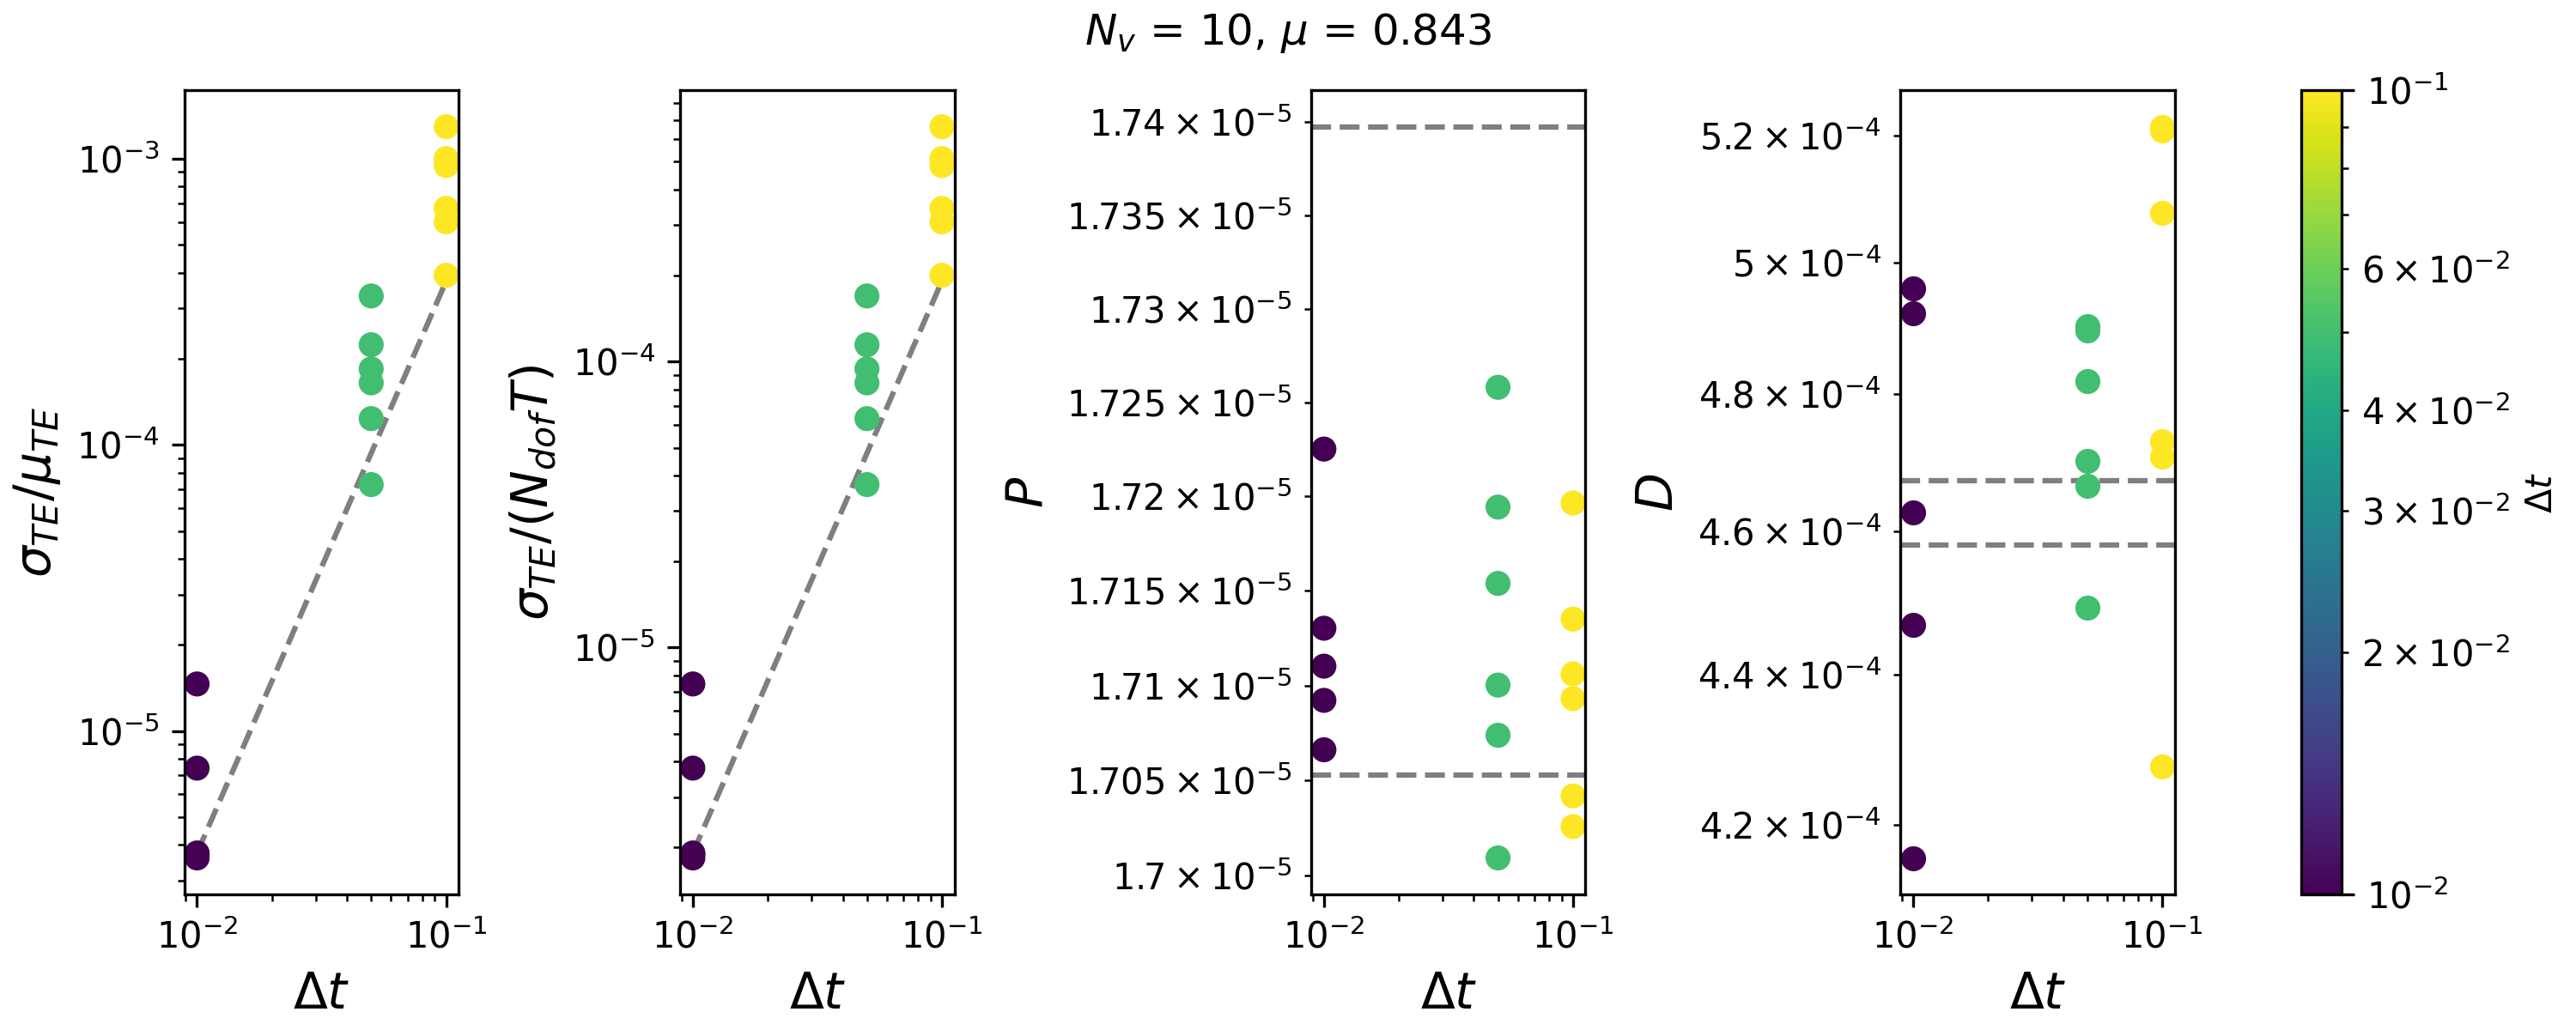 N_v = 10, μ = 0.843
σ_TE/μ_TE
10⁻³
10⁻⁴
10⁻⁵
10⁻² 10⁻¹
Δt
σ_TE/(N_dof T)
10⁻⁴
10⁻⁵
10⁻² 10⁻¹
Δt
P
1.74 × 10⁻⁵
1.735 × 10⁻⁵
1.73 × 10⁻⁵
1.725 × 10⁻⁵
1.72 × 10⁻⁵
1.715 × 10⁻⁵
1.71 × 10⁻⁵
1.705 × 10⁻⁵
1.7 × 10⁻⁵
10⁻² 10⁻¹
Δt
D
5.2 × 10⁻⁴
5 × 10⁻⁴
4.8 × 10⁻⁴
4.6 × 10⁻⁴
4.4 × 10⁻⁴
4.2 × 10⁻⁴
10⁻² 10⁻¹
Δt
10⁻¹
6 × 10⁻²
4 × 10⁻²
3 × 10⁻²
2 × 10⁻²
10⁻²
Δt